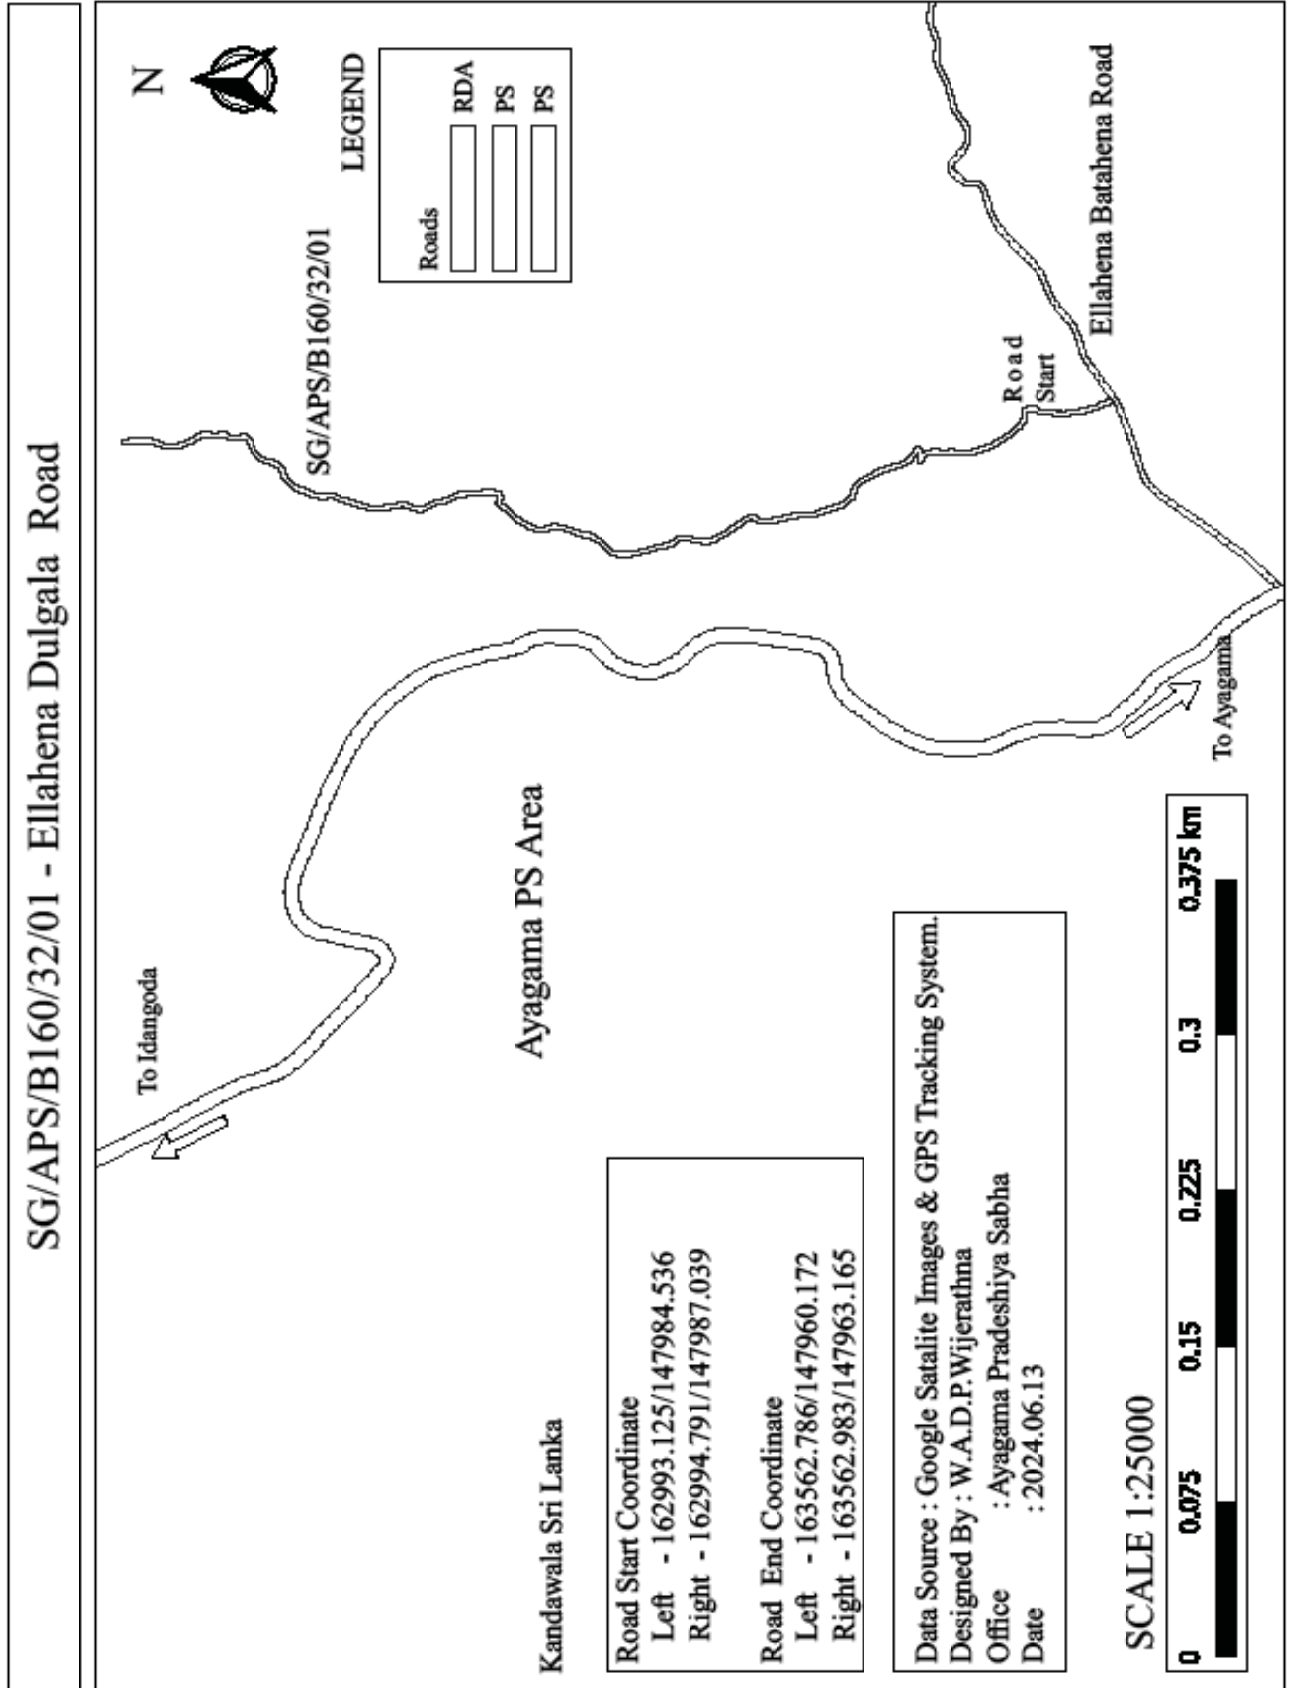 SG/APS/B160/32/01 - Ellahena Dulgala Road
N
LEGEND
Roads
RDA
PS
PS
SG/APS/B160/32/01
To Idangoda
Ayagama PS Area
Road
Start
Ellahena Batahena Road
To Ayagama
Kandawala Sri Lanka
Road Start Coordinate
Left - 162993.125/147984.536
Right - 162994.791/147987.039
Road End Coordinate
Left - 163562.786/147960.172
Right - 163562.983/147963.165
Data Source : Google Satalite Images & GPS Tracking System.
Designed By : W.A.D.P.Wijerathna
Office : Ayagama Pradeshiya Sabha
Date : 2024.06.13
SCALE 1:25000
0 0.075 0.15 0.225 0.3 0.375 km